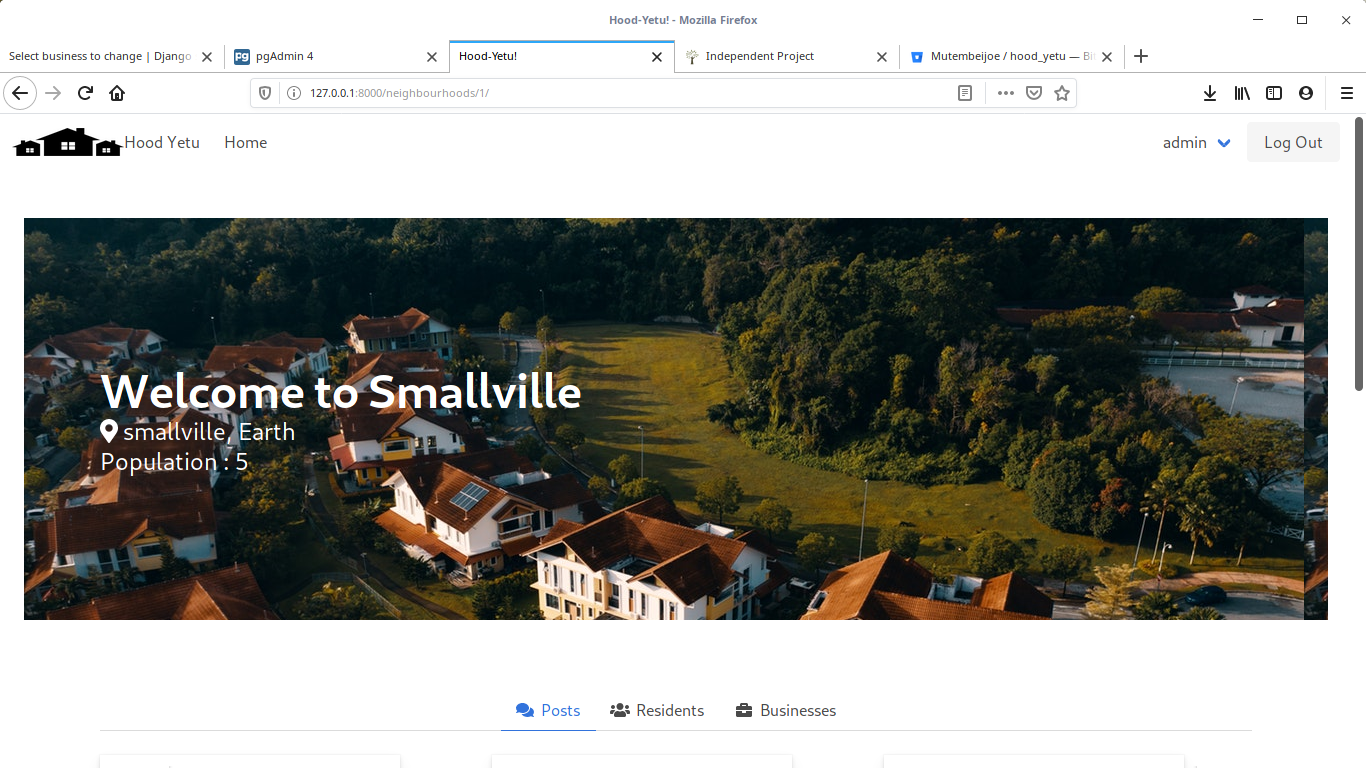 Hood-Yetu! - Mozilla Firefox
Select business to change | Django
pg pgAdmin 4
Hood-Yetu!
Independent Project
Mutembeijoe / hood_yetu —
127.0.0.1:8000/neighbourhoods/1/
Hood Yetu
Home
admin
Log Out
Welcome to Smallville
smallville, Earth
Population : 5
Posts
Residents
Businesses